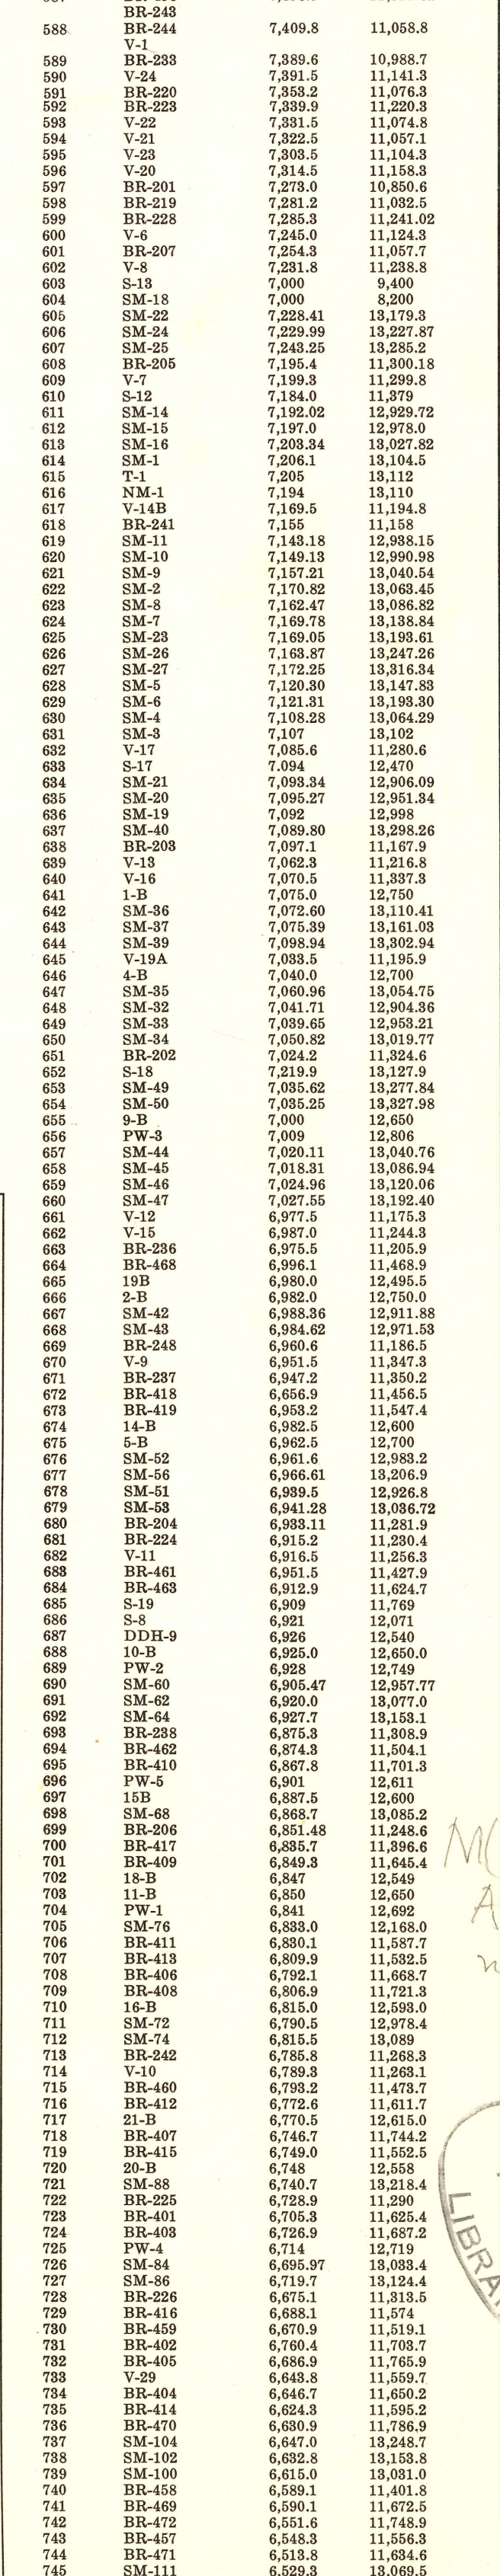 BR-243
588 BR-244 7,409.8 11,058.8
V-1
589 BR-233 7,389.6 10,988.7
590 V-24 7,391.5 11,141.3
591 BR-220 7,353.2 11,076.3
592 BR-223 7,339.9 11,220.3
593 V-22 7,331.5 11,074.8
594 V-21 7,322.5 11,057.1
595 V-23 7,303.5 11,104.3
596 V-20 7,314.5 11,158.3
597 BR-201 7,273.0 10,850.6
598 BR-219 7,281.2 11,032.5
599 BR-228 7,285.3 11,241.02
600 V-6 7,245.0 11,124.3
601 BR-207 7,254.3 11,057.7
602 V-8 7,231.8 11,238.8
603 S-13 7,000 9,400
604 SM-18 7,000 8,200
605 SM-22 7,228.41 13,179.3
606 SM-24 7,229.99 13,227.87
607 SM-25 7,243.25 13,285.2
608 BR-205 7,195.4 11,300.18
609 V-7 7,199.3 11,299.8
610 S-12 7,184.0 11,379
611 SM-14 7,192.02 12,929.72
612 SM-15 7,197.0 12,978.0
613 SM-16 7,203.34 13,027.82
614 SM-1 7,206.1 13,104.5
615 T-1 7,205 13,112
616 NM-1 7,194 13,110
617 V-14B 7,169.5 11,194.8
618 BR-241 7,155 11,158
619 SM-11 7,143.18 12,938.15
620 SM-10 7,149.13 12,990.98
621 SM-9 7,157.21 13,040.54
622 SM-2 7,170.82 13,063.45
623 SM-8 7,162.47 13,086.82
624 SM-7 7,169.78 13,138.84
625 SM-23 7,169.05 13,193.61
626 SM-26 7,163.87 13,247.26
627 SM-27 7,172.25 13,316.34
628 SM-5 7,120.30 13,147.83
629 SM-6 7,121.31 13,193.30
630 SM-4 7,108.28 13,064.29
631 SM-3 7,107 13,102
632 V-17 7,085.6 11,280.6
633 S-17 7.094 12,470
634 SM-21 7,093.34 12,906.09
635 SM-20 7,095.27 12,951.34
636 SM-19 7,092 12,998
637 SM-40 7,089.80 13,298.26
638 BR-203 7,097.1 11,167.9
639 V-13 7,062.3 11,216.8
640 V-16 7,070.5 11,337.3
641 1-B 7,075.0 12,750
642 SM-36 7,072.60 13,110.41
643 SM-37 7,075.39 13,161.03
644 SM-39 7,098.94 13,302.94
645 V-19A 7,033.5 11,195.9
646 4-B 7,040.0 12,700
647 SM-35 7,060.96 13,054.75
648 SM-32 7,041.71 12,904.36
649 SM-33 7,039.65 12,953.21
650 SM-34 7,050.82 13,019.77
651 BR-202 7,024.2 11,324.6
652 S-18 7,219.9 13,127.9
653 SM-49 7,035.62 13,277.84
654 SM-50 7,035.25 13,327.98
655 9-B 7,000 12,650
656 PW-3 7,009 12,806
657 SM-44 7,020.11 13,040.76
658 SM-45 7,018.31 13,086.94
659 SM-46 7,024.96 13,120.06
660 SM-47 7,027.55 13,192.40
661 V-12 6,977.5 11,175.3
662 V-15 6,987.0 11,244.3
663 BR-236 6,975.5 11,205.9
664 BR-468 6,996.1 11,468.9
665 19B 6,980.0 12,495.5
666 2-B 6,982.0 12,750.0
667 SM-42 6,988.36 12,911.88
668 SM-43 6,984.62 12,971.53
669 BR-248 6,960.6 11,186.5
670 V-9 6,951.5 11,347.3
671 BR-237 6,947.2 11,350.2
672 BR-418 6,656.9 11,456.5
673 BR-419 6,953.2 11,547.4
674 14-B 6,982.5 12,600
675 5-B 6,962.5 12,700
676 SM-52 6,961.6 12,983.2
677 SM-56 6,966.61 13,206.9
678 SM-51 6,939.5 12,926.8
679 SM-53 6,941.28 13,036.72
680 BR-204 6,933.11 11,281.9
681 BR-224 6,915.2 11,230.4
682 V-11 6,916.5 11,256.3
683 BR-461 6,951.5 11,427.9
684 BR-463 6,912.9 11,624.7
685 S-19 6,909 11,769
686 S-8 6,921 12,071
687 DDH-9 6,926 12,540
688 10-B 6,925.0 12,650.0
689 PW-2 6,928 12,749
690 SM-60 6,905.47 12,957.77
691 SM-62 6,920.0 13,077.0
692 SM-64 6,927.7 13,153.1
693 BR-238 6,875.3 11,308.9
694 BR-462 6,874.3 11,504.1
695 BR-410 6,867.8 11,701.3
696 PW-5 6,901 12,611
697 15B 6,887.5 12,600
698 SM-68 6,868.7 13,085.2
699 BR-206 6,851.48 11,248.6
700 BR-417 6,835.7 11,396.6
701 BR-409 6,849.3 11,645.4
702 18-B 6,847 12,549
703 11-B 6,850 12,650
704 PW-1 6,841 12,692
705 SM-76 6,833.0 12,168.0
706 BR-411 6,830.1 11,587.7
707 BR-413 6,809.9 11,532.5
708 BR-406 6,792.1 11,668.7
709 BR-408 6,806.9 11,721.3
710 16-B 6,815.0 12,593.0
711 SM-72 6,790.5 12,978.4
712 SM-74 6,815.5 13,089
713 BR-242 6,785.8 11,268.3
714 V-10 6,789.3 11,263.1
715 BR-460 6,793.2 11,473.7
716 BR-412 6,772.6 11,611.7
717 21-B 6,770.5 12,615.0
718 BR-407 6,746.7 11,744.2
719 BR-415 6,749.0 11,552.5
720 20-B 6,748 12,558
721 SM-88 6,740.7 13,218.4
722 BR-225 6,728.9 11,290
723 BR-401 6,705.3 11,625.4
724 BR-403 6,726.9 11,687.2
725 PW-4 6,714 12,719
726 SM-84 6,695.97 13,033.4
727 SM-86 6,719.7 13,124.4
728 BR-226 6,675.1 11,313.5
729 BR-416 6,688.1 11,574
730 BR-459 6,670.9 11,519.1
731 BR-402 6,760.4 11,703.7
732 BR-405 6,686.9 11,765.9
733 V-29 6,643.8 11,559.7
734 BR-404 6,646.7 11,650.2
735 BR-414 6,624.3 11,595.2
736 BR-470 6,630.9 11,786.9
737 SM-104 6,647.0 13,248.7
738 SM-102 6,632.8 13,153.8
739 SM-100 6,615.0 13,031.0
740 BR-458 6,589.1 11,401.8
741 BR-469 6,590.1 11,672.5
742 BR-472 6,551.6 11,748.9
743 BR-457 6,548.3 11,556.3
744 BR-471 6,513.8 11,634.6
745 SM-111 6,529.3 13,069.5